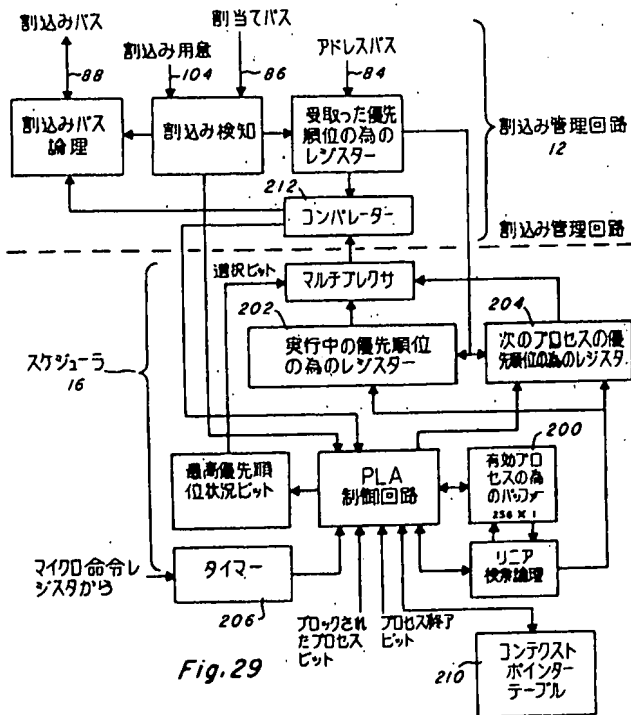 割込みバス
割込み用意
割当てバス
アドレスバス
88
104
86
84
割込みバス
論理
割込み検知
受取った優先
順位の為の
レジスター
割込み管理回路
12
212
コンパレーター
割込み管理回路
選択ビット
マルチプレクサ
202
204
実行中の優先順位
の為のレジスター
次のプロセスの優
先順位の為のレジスタ
スケジューラ
16
200
最高優先順
位状況ビット
PLA
制御回路
有効プロ
セスの為
のバッファー
256×1
マイクロ命令レ
ジスタから
タイマー
リニア
検索論理
206
ブロックされ
たプロセス
ビット
プロセス終了
ビット
Fig.29
210
コンテクスト
ポインター
テーブル